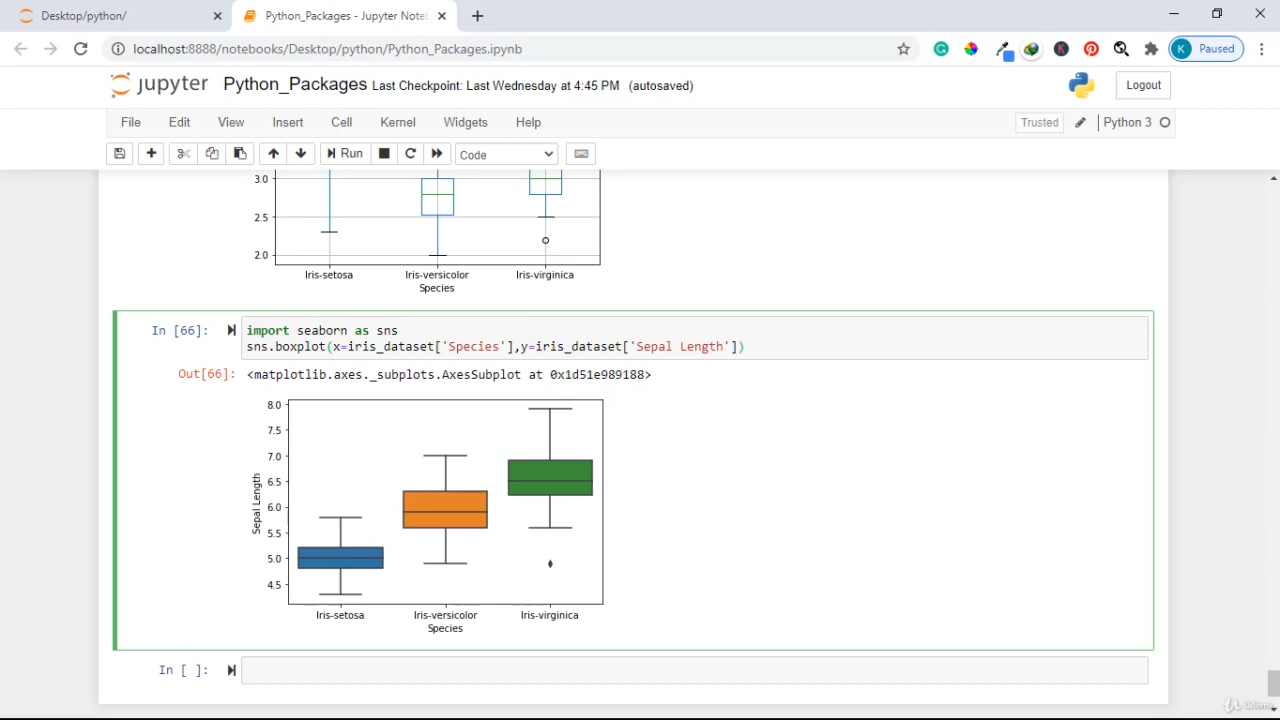 Desktop/python/
Python_Packages - Jupyter Noteb
localhost:8888/notebooks/Desktop/python/Python_Packages.ipynb
K Paused
jupyter Python_Packages Last Checkpoint: Last Wednesday at 4:45 PM (autosaved)
Logout
File Edit View Insert Cell Kernel Widgets Help
Trusted Python 3
Run Code
3.0
2.5
2.0
Iris-setosa Iris-versicolor Iris-virginica
Species
In [66]: import seaborn as sns
sns.boxplot(x=iris_dataset['Species'],y=iris_dataset['Sepal Length'])
Out[66]: <matplotlib.axes._subplots.AxesSubplot at 0x1d51e989188>
8.0
7.5
7.0
6.5
6.0
5.5
5.0
4.5
Sepal Length
Iris-setosa Iris-versicolor Iris-virginica
Species
In [ ]:
Udemy